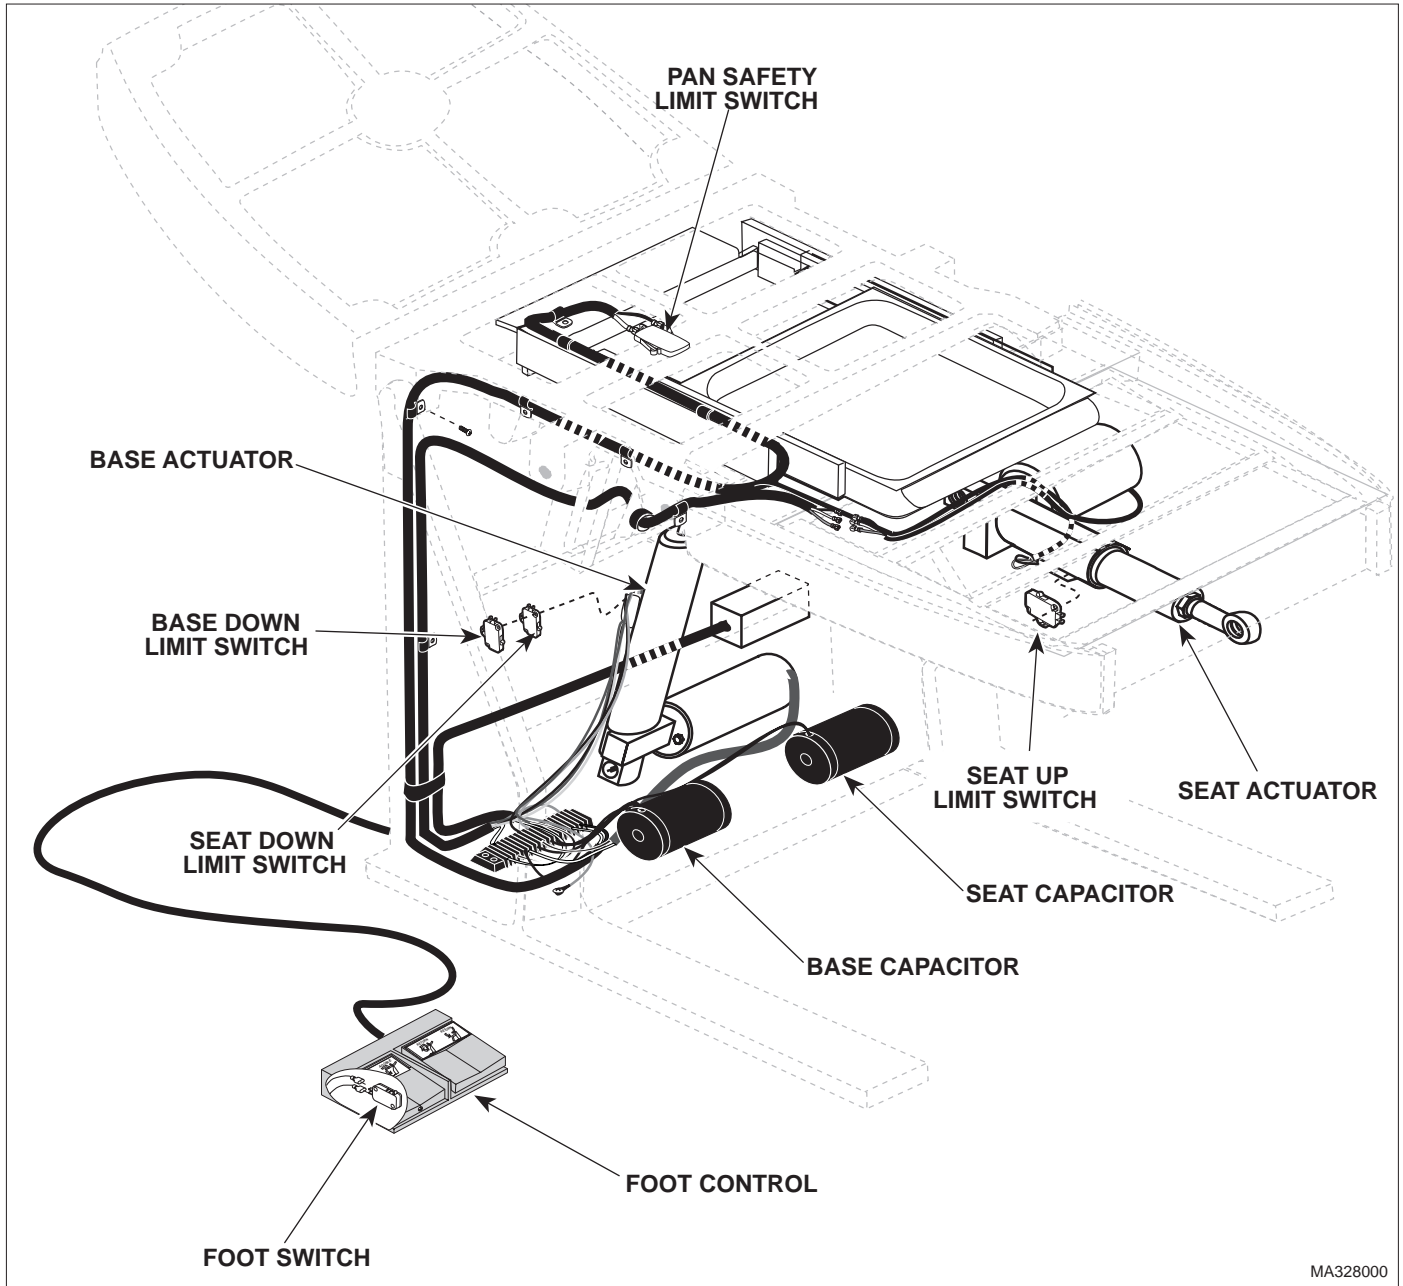 PAN SAFETY
LIMIT SWITCH
BASE ACTUATOR
BASE DOWN
LIMIT SWITCH
SEAT DOWN
LIMIT SWITCH
SEAT UP
LIMIT SWITCH
SEAT ACTUATOR
SEAT CAPACITOR
BASE CAPACITOR
FOOT CONTROL
FOOT SWITCH
MA328000